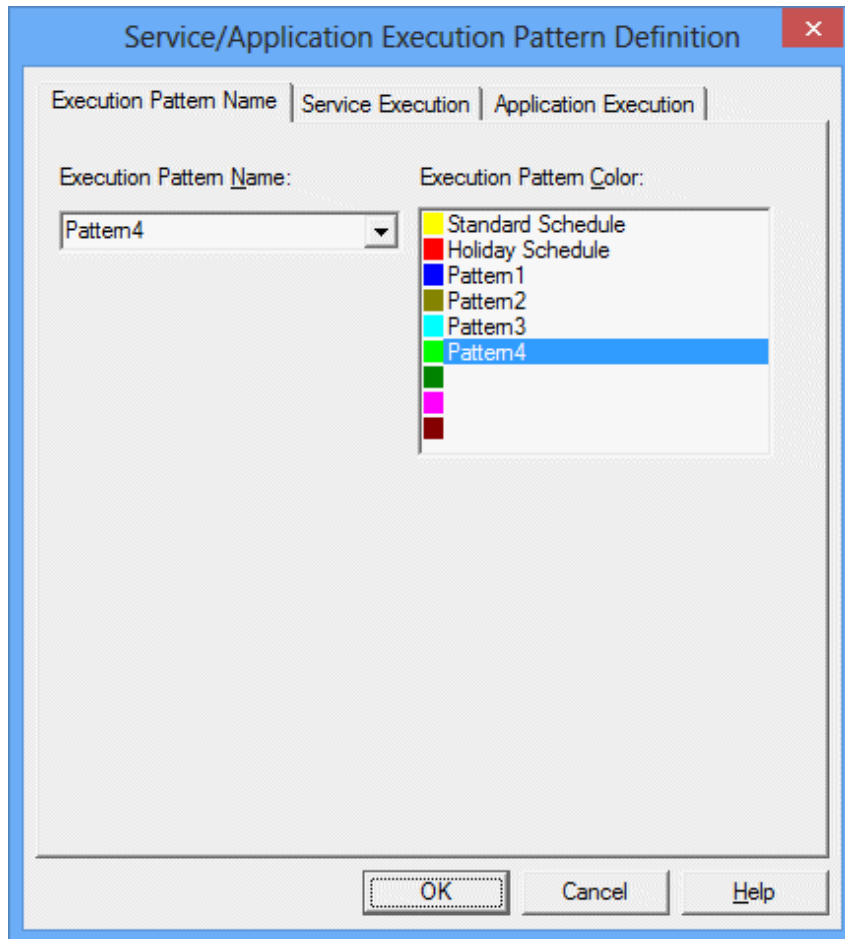 Service/Application Execution Pattern Definition
Execution Pattern Name Service Execution Application Execution
Execution Pattern Name: Execution Pattern Color:
Pattern4
Standard Schedule
Holiday Schedule
Pattern1
Pattern2
Pattern3
Pattern4
OK Cancel Help